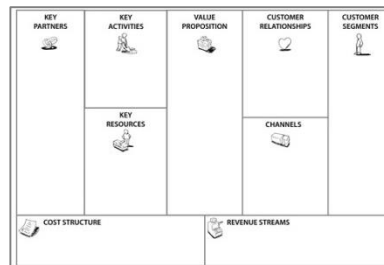 KEY
PARTNERS
KEY
ACTIVITIES
VALUE
PROPOSITION
CUSTOMER
RELATIONSHIPS
CUSTOMER
SEGMENTS
KEY
RESOURCES
CHANNELS
COST STRUCTURE
REVENUE STREAMS